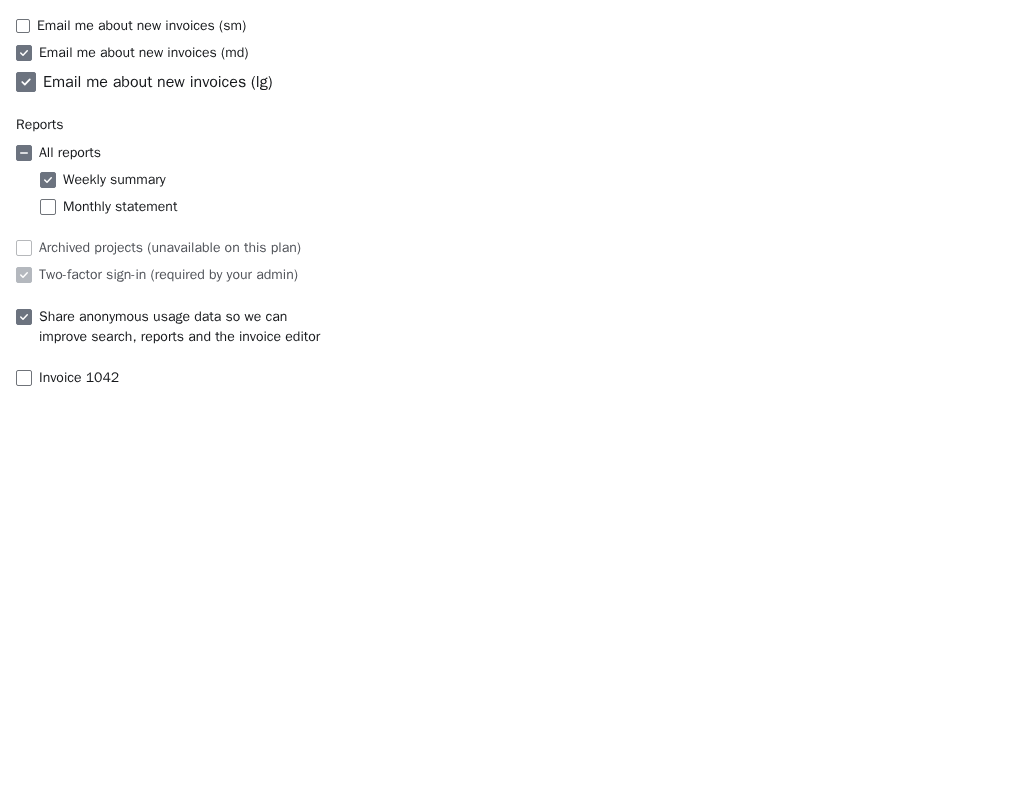 Email me about new invoices (sm)
Email me about new invoices (md)
Email me about new invoices (lg)
Reports
All reports
Weekly summary
Monthly statement
Archived projects (unavailable on this plan)
Two-factor sign-in (required by your admin)
Share anonymous usage data so we can
improve search, reports and the invoice editor
Invoice 1042